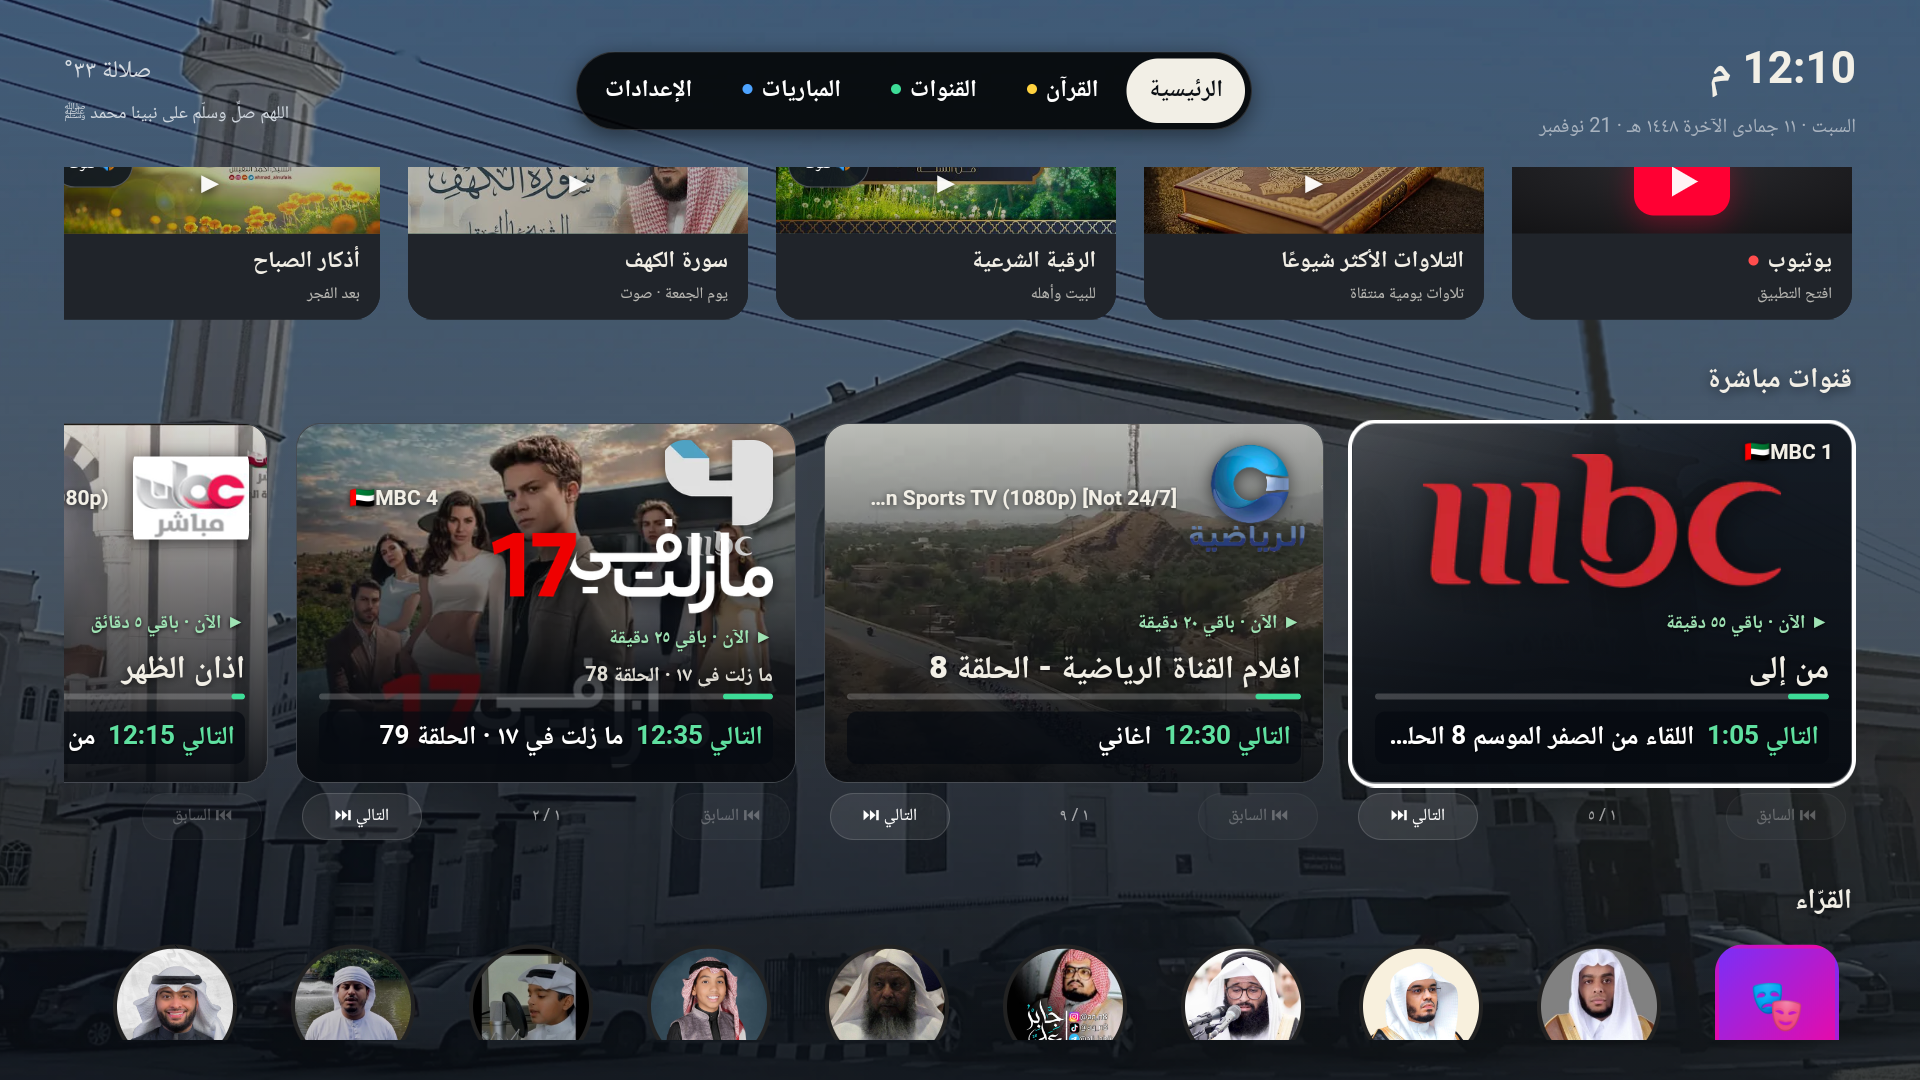 12:10 م
السبت · ١١ جمادى الآخرة ١٤٤٨ هـ · 21 نوفمبر
الرئيسية
القرآن
القنوات
المباريات
الإعدادات
صلالة ٣٣°
اللهم صلِّ وسلّم على نبينا محمد ﷺ
يوتيوب
افتح التطبيق
التلاوات الأكثر شيوعًا
تلاوات يومية منتقاة
الرقية الشرعية
للبيت وأهله
سورة الكهف
سورة الكهف
يوم الجمعة · صوت
أذكار الصباح
بعد الفجر
قنوات مباشرة
MBC 1
mbc
الآن · باقي ٥٥ دقيقة
من إلى
التالي 1:05 اللقاء من الصفر الموسم 8 الحل...
...n Sports TV (1080p) [Not 24/7]
الرياضية
الآن · باقي ٢٠ دقيقة
افلام القناة الرياضية - الحلقة 8
التالي 12:30 اغاني
MBC 4
4
mbc
مازلت في 17
الآن · باقي ٢٥ دقيقة
ما زلت في ١٧ · الحلقة 78
التالي 12:35 ما زلت في ١٧ · الحلقة 79
80p)
مباشر
الآن · باقي ٥ دقائق
اذان الظهر
التالي 12:15 من
السابق
١ / ٥
التالي
السابق
١ / ٩
التالي
السابق
١ / ٢
التالي
السابق
القرّاء